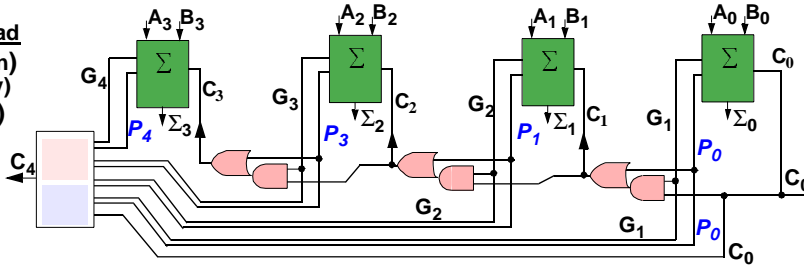 A3 B3 A2 B2 A1 B1 A0 B0
ad
n)
y)
)
Σ Σ Σ Σ
G4 C3 G3 C2 G2 C1 G1 C0
P4 Σ3 P3 Σ2 P1 Σ1 P0 Σ0
C4
C0
G2 G1 P0
C0